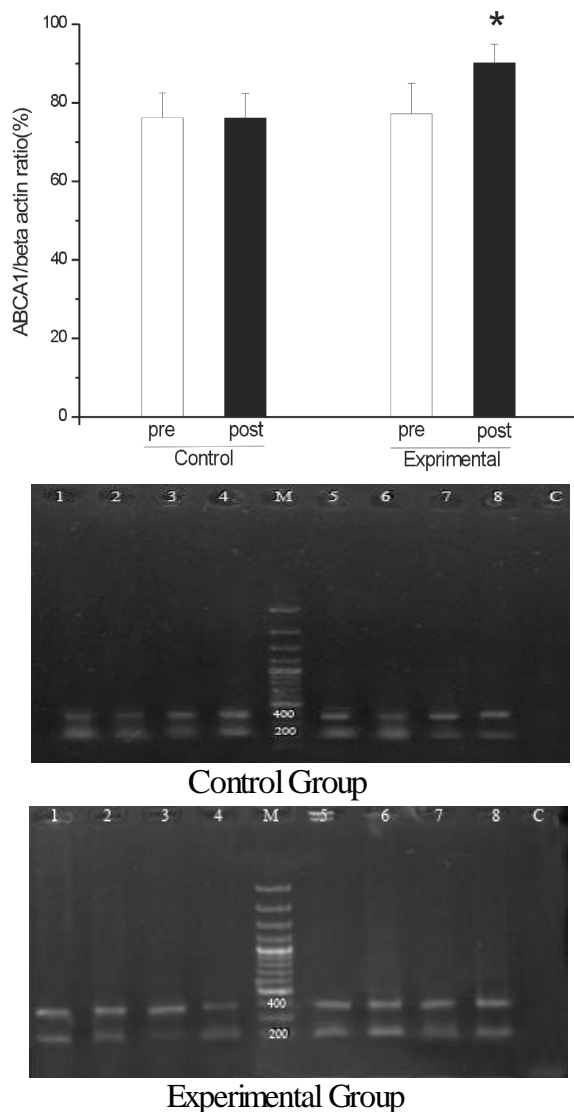 100
*
80
60
40
20
0
ABCA1/beta actin ratio(%)
pre post pre post
Control Exprimental
1 2 3 4 M 5 6 7 8 C
400
200
Control Group
1 2 3 4 M 5 6 7 8 C
400
200
Experimental Group